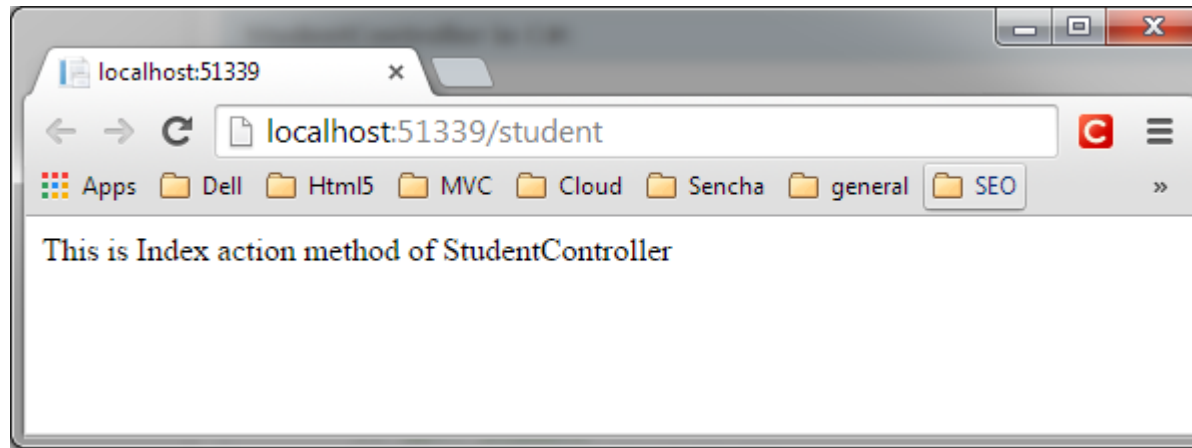 localhost:51339
localhost:51339/student
Apps Dell Html5 MVC Cloud Sencha general SEO »
This is Index action method of StudentController